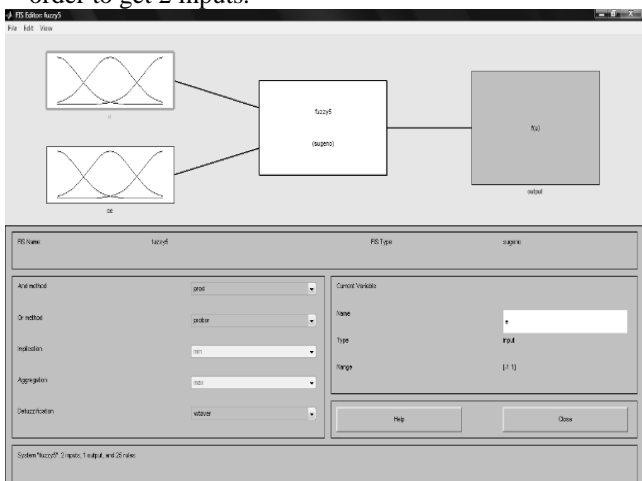 order to get 2 inputs.
FIS Editor: fuzzy5
File Edit View
fuzzy5
(sugeno)
f(u)
output
e
ce
FIS Name: fuzzy5 FIS Type: sugeno
And method prod
Or method probor
Implication min
Aggregation max
Defuzzification wtaver
Current Variable
Name e
Type input
Range [-1 1]
Help Close
System "fuzzy5": 2 inputs, 1 output, and 25 rules